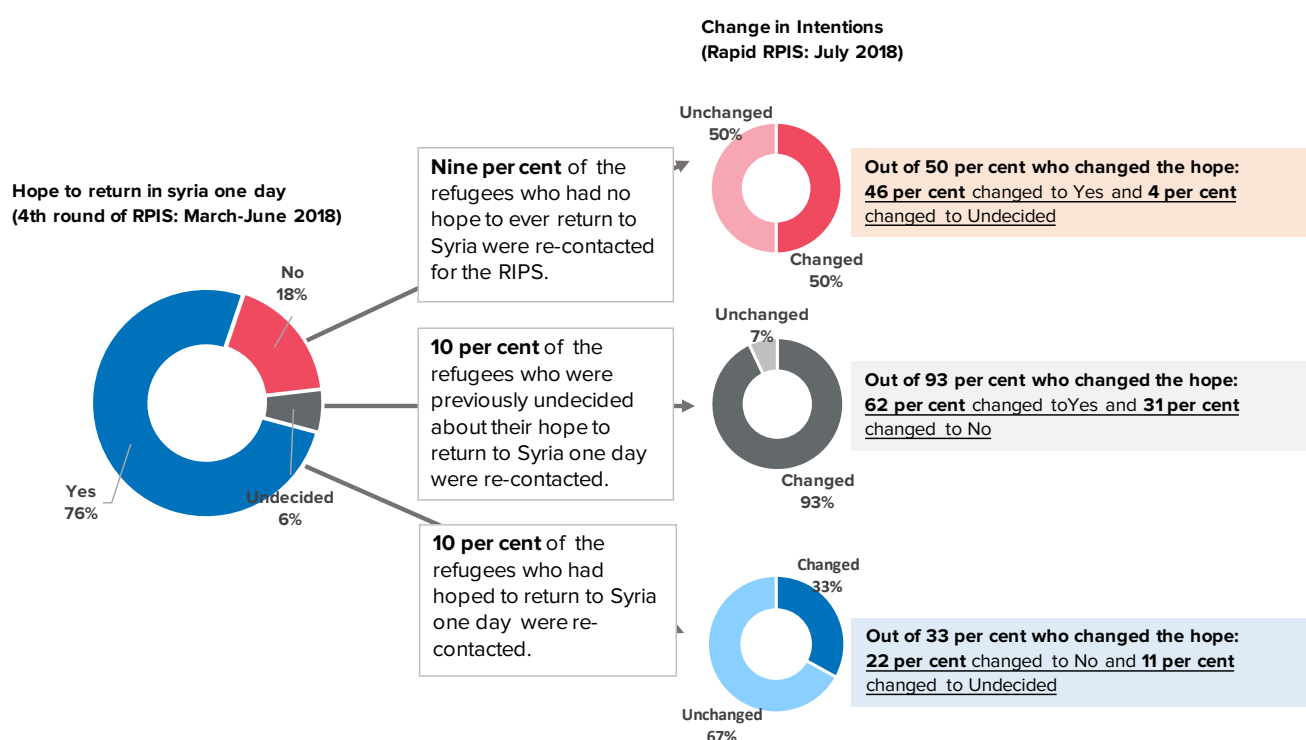 Change in Intentions
(Rapid RPIS: July 2018)
Hope to return in syria one day
(4th round of RPIS: March-June 2018)
No
18%
Yes
76%
Undecided
6%
Nine per cent of the
refugees who had no
hope to ever return to
Syria were re-contacted
for the RIPS.
Unchanged
50%
Changed
50%
Out of 50 per cent who changed the hope:
46 per cent changed to Yes and 4 per cent
changed to Undecided
10 per cent of the
refugees who were
previously undecided
about their hope to
return to Syria one day
were re-contacted.
Unchanged
7%
Changed
93%
Out of 93 per cent who changed the hope:
62 per cent changed toYes and 31 per cent
changed to No
10 per cent of the
refugees who had
hoped to return to Syria
one day were re-
contacted.
Changed
33%
Unchanged
67%
Out of 33 per cent who changed the hope:
22 per cent changed to No and 11 per cent
changed to Undecided